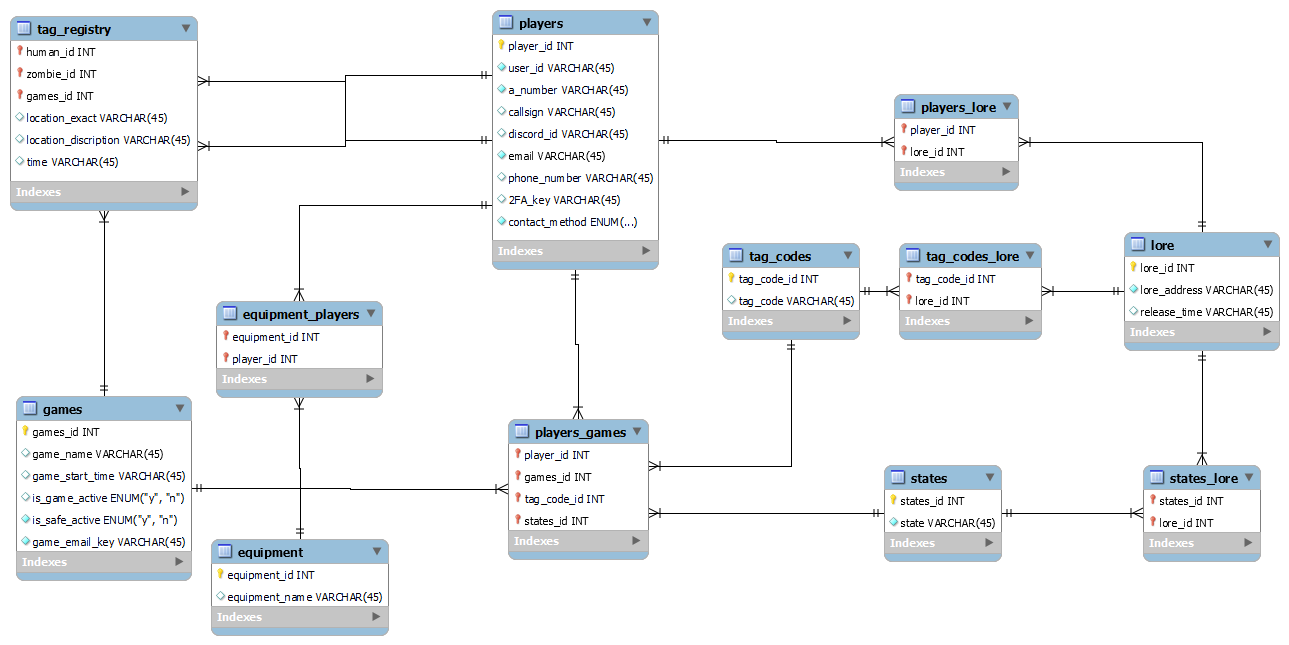 tag_registry
human_id INT
zombie_id INT
games_id INT
location_exact VARCHAR(45)
location_discription VARCHAR(45)
time VARCHAR(45)
Indexes
players
player_id INT
user_id VARCHAR(45)
a_number VARCHAR(45)
callsign VARCHAR(45)
discord_id VARCHAR(45)
email VARCHAR(45)
phone_number VARCHAR(45)
2FA_key VARCHAR(45)
contact_method ENUM(...)
Indexes
players_lore
player_id INT
lore_id INT
Indexes
tag_codes
tag_code_id INT
tag_code VARCHAR(45)
Indexes
tag_codes_lore
tag_code_id INT
lore_id INT
Indexes
lore
lore_id INT
lore_address VARCHAR(45)
release_time VARCHAR(45)
Indexes
equipment_players
equipment_id INT
player_id INT
Indexes
games
games_id INT
game_name VARCHAR(45)
game_start_time VARCHAR(45)
is_game_active ENUM("y", "n")
is_safe_active ENUM("y", "n")
game_email_key VARCHAR(45)
Indexes
players_games
player_id INT
games_id INT
tag_code_id INT
states_id INT
Indexes
states
states_id INT
state VARCHAR(45)
Indexes
states_lore
states_id INT
lore_id INT
Indexes
equipment
equipment_id INT
equipment_name VARCHAR(45)
Indexes